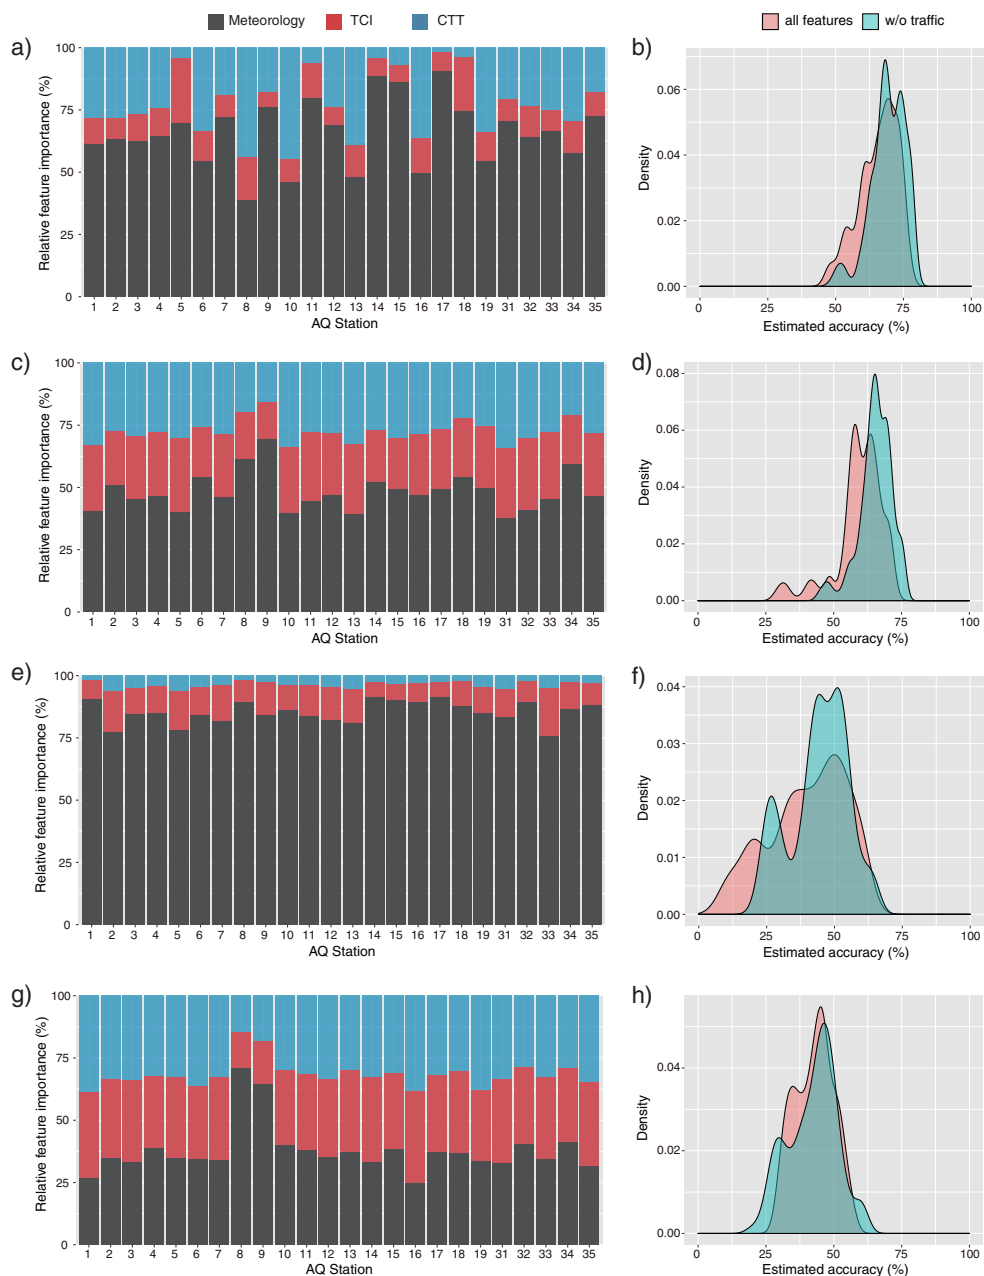 Meteorology TCI CTT
all features w/o traffic
a)
Relative feature importance (%)
100
75
50
25
0
1 2 3 4 5 6 7 8 9 10 11 12 13 14 15 16 17 18 19 31 32 33 34 35
AQ Station
b)
Density
0.06
0.04
0.02
0.00
0 25 50 75 100
Estimated accuracy (%)
c)
Relative feature importance (%)
100
75
50
25
0
1 2 3 4 5 6 7 8 9 10 11 12 13 14 15 16 17 18 19 31 32 33 34 35
AQ Station
d)
Density
0.08
0.06
0.04
0.02
0.00
0 25 50 75 100
Estimated accuracy (%)
e)
Relative feature importance (%)
100
75
50
25
0
1 2 3 4 5 6 7 8 9 10 11 12 13 14 15 16 17 18 19 31 32 33 34 35
AQ Station
f)
Density
0.04
0.03
0.02
0.01
0.00
0 25 50 75 100
Estimated accuracy (%)
g)
Relative feature importance (%)
100
75
50
25
0
1 2 3 4 5 6 7 8 9 10 11 12 13 14 15 16 17 18 19 31 32 33 34 35
AQ Station
h)
Density
0.04
0.02
0.00
0 25 50 75 100
Estimated accuracy (%)